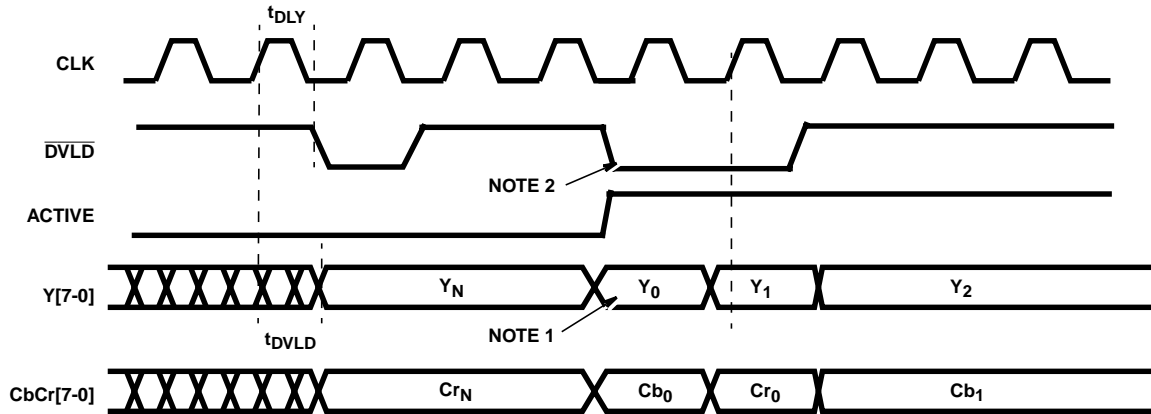 tDLY
CLK
DVLD
NOTE 2
ACTIVE
Y[7-0]
YN
Y0
Y1
Y2
NOTE 1
tDVLD
CbCr[7-0]
CrN
Cb0
Cr0
Cb1